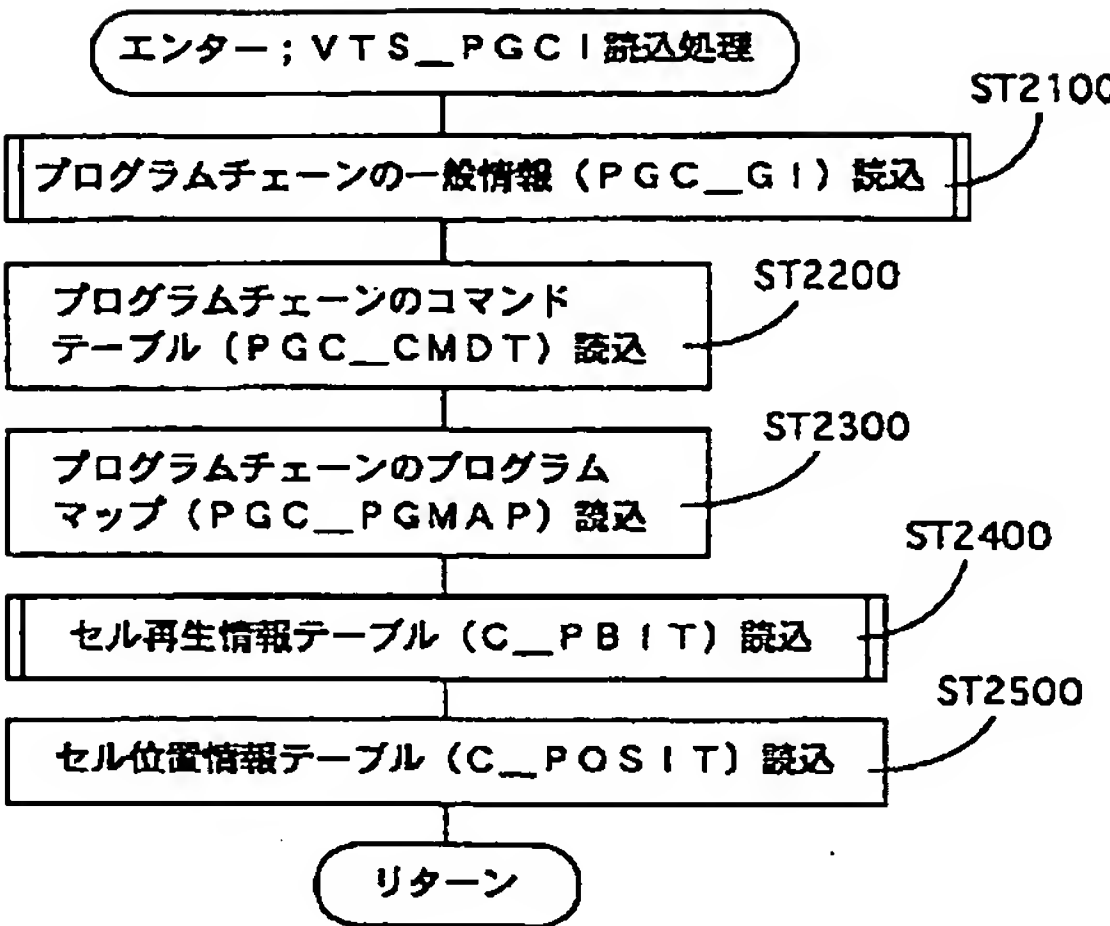 エンター；ＶＴＳ＿ＰＧＣＩ読込処理
ST2100
プログラムチェーンの一般情報（ＰＧＣ＿ＧＩ）読込
ST2200
プログラムチェーンのコマンド
テーブル（ＰＧＣ＿ＣＭＤＴ）読込
ST2300
プログラムチェーンのプログラム
マップ（ＰＧＣ＿ＰＧＭＡＰ）読込
ST2400
セル再生情報テーブル（Ｃ＿ＰＢＩＴ）読込
ST2500
セル位置情報テーブル（Ｃ＿ＰＯＳＩＴ）読込
リターン